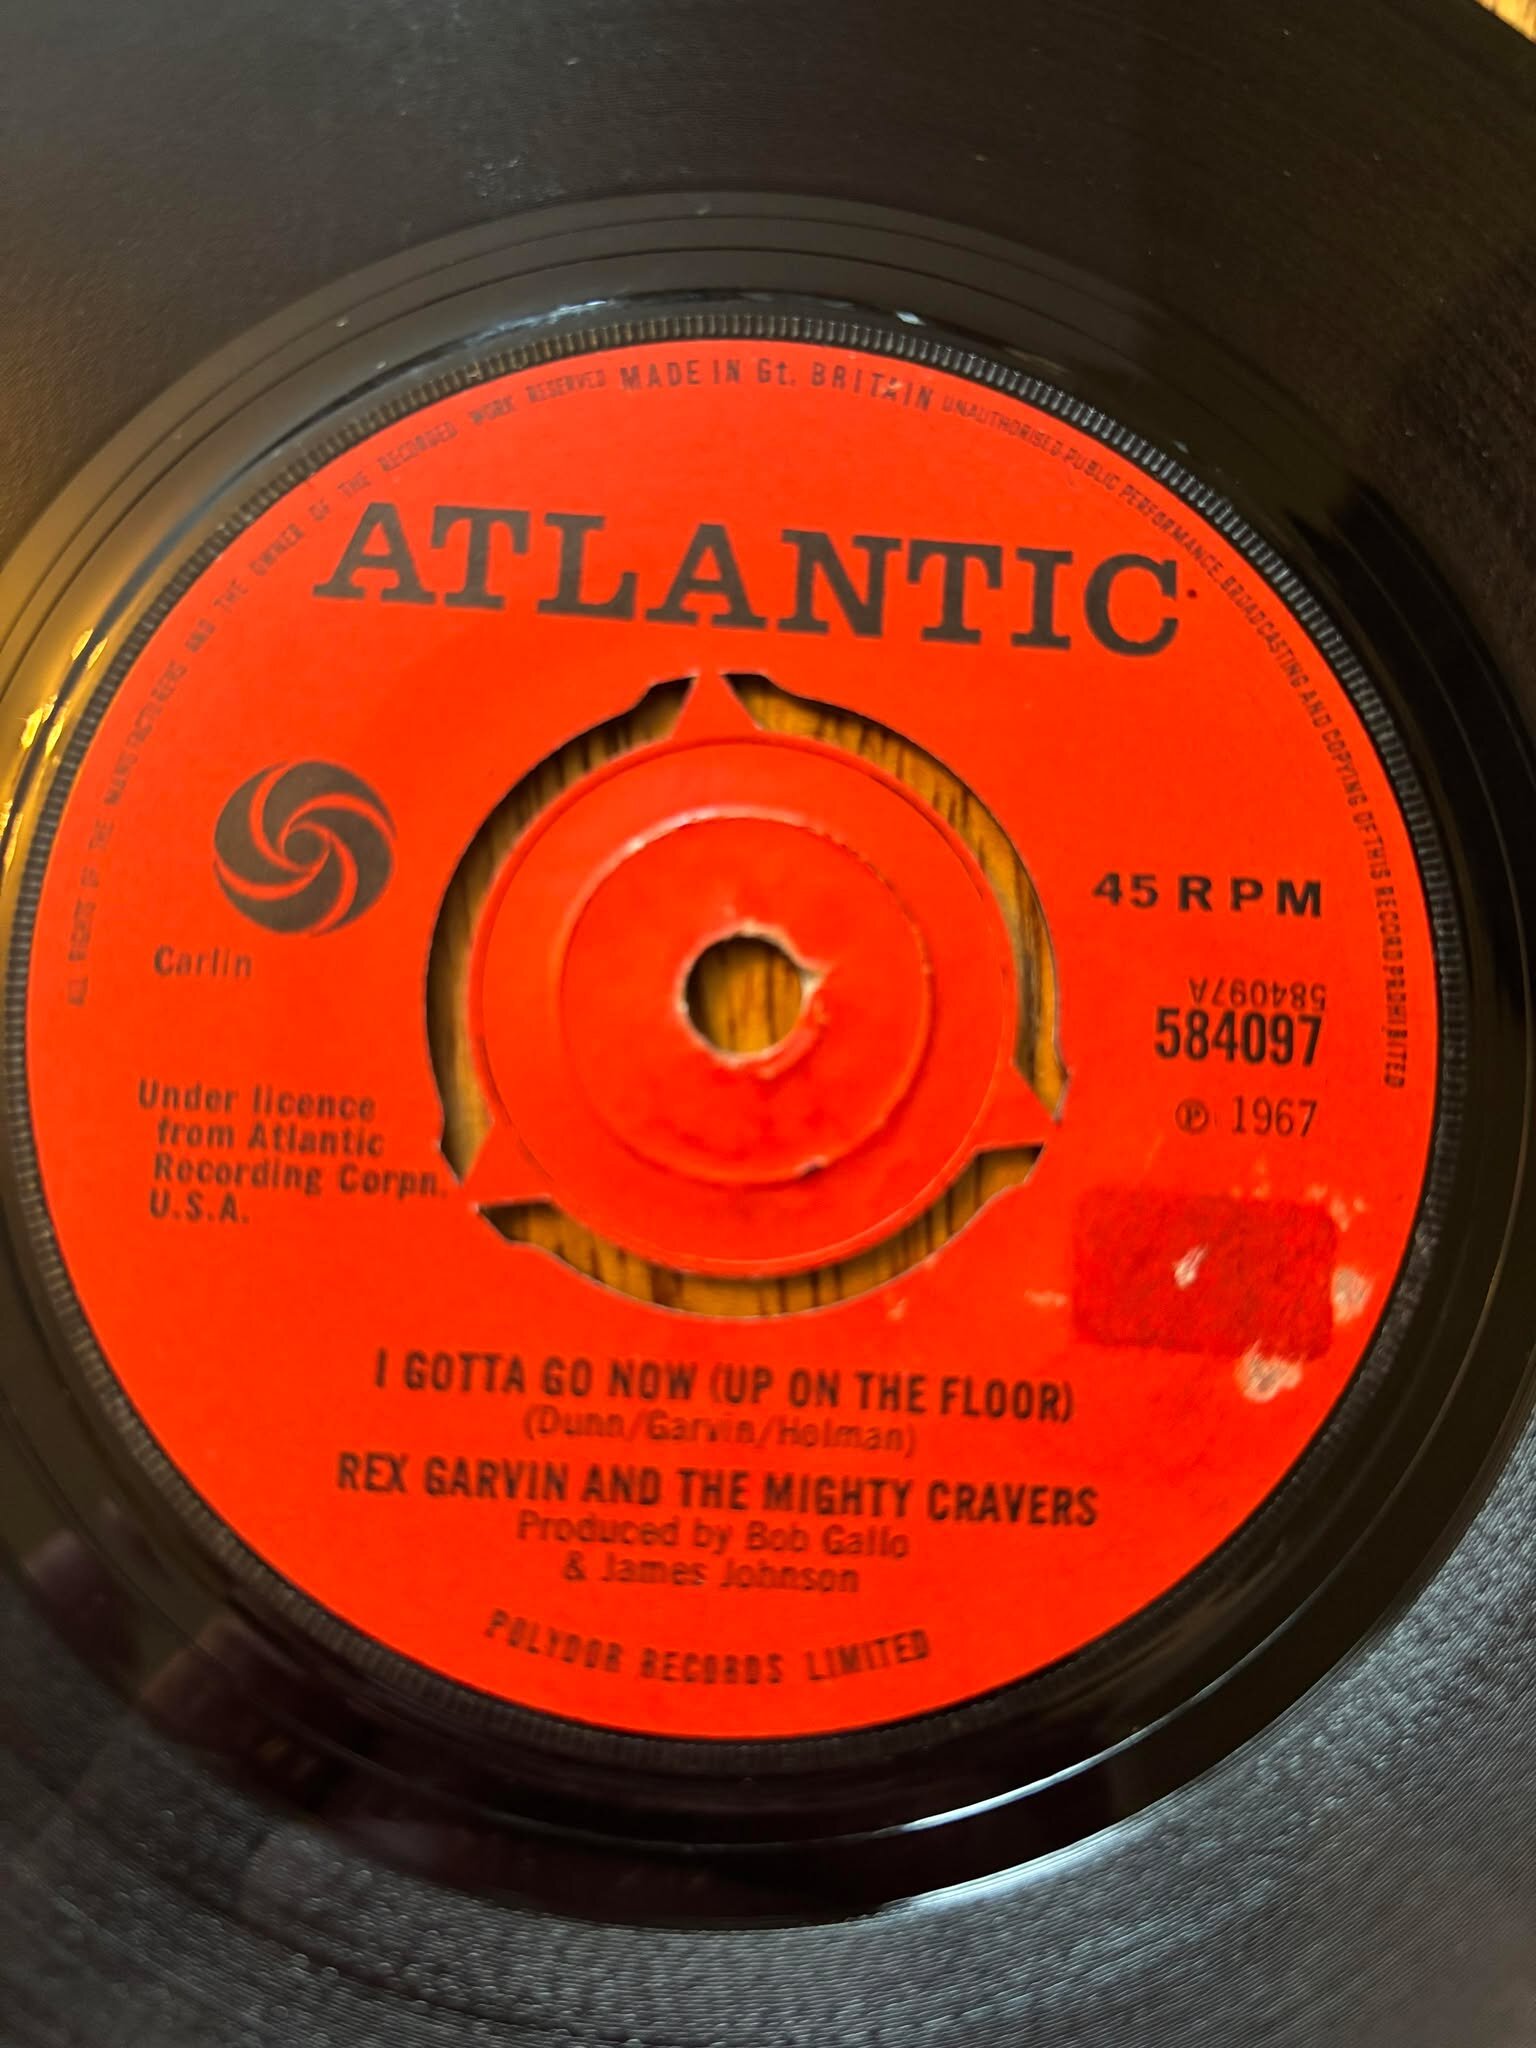 ALL RIGHTS OF THE MANUFACTURERS AND THE OWNER OF THE RECORDED WORK RESERVED MADE IN Gt. BRITAIN UNAUTHORISED PUBLIC PERFORMANCE, BROADCASTING AND COPYING OF THIS RECORD PROHIBITED
ATLANTIC
45 RPM
Carlin
584097A
584097
℗ 1967
Under licence
from Atlantic
Recording Corpn.
U.S.A.
I GOTTA GO NOW (UP ON THE FLOOR)
(Dunn/Garvin/Holman)
REX GARVIN AND THE MIGHTY CRAVERS
Produced by Bob Gallo
& James Johnson
POLYDOR RECORDS LIMITED